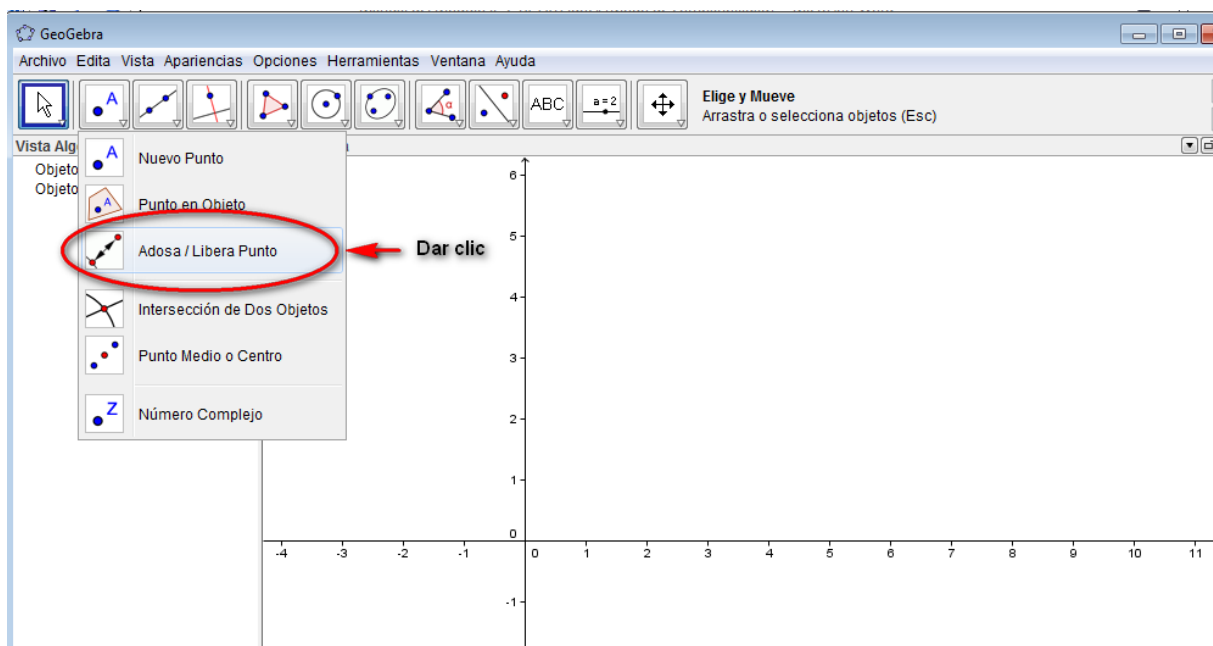 GeoGebra
Archivo Edita Vista Apariencias Opciones Herramientas Ventana Ayuda
A
α
ABC
a=2
Elige y Mueve
Arrastra o selecciona objetos (Esc)
Vista Alg
Objeto
Objeto
A Nuevo Punto
A Punto en Objeto
Adosa / Libera Punto
Dar clic
Intersección de Dos Objetos
Punto Medio o Centro
Z Número Complejo
6
5
4
3
2
1
0
-4 -3 -2 -1 0 1 2 3 4 5 6 7 8 9 10 11
-1